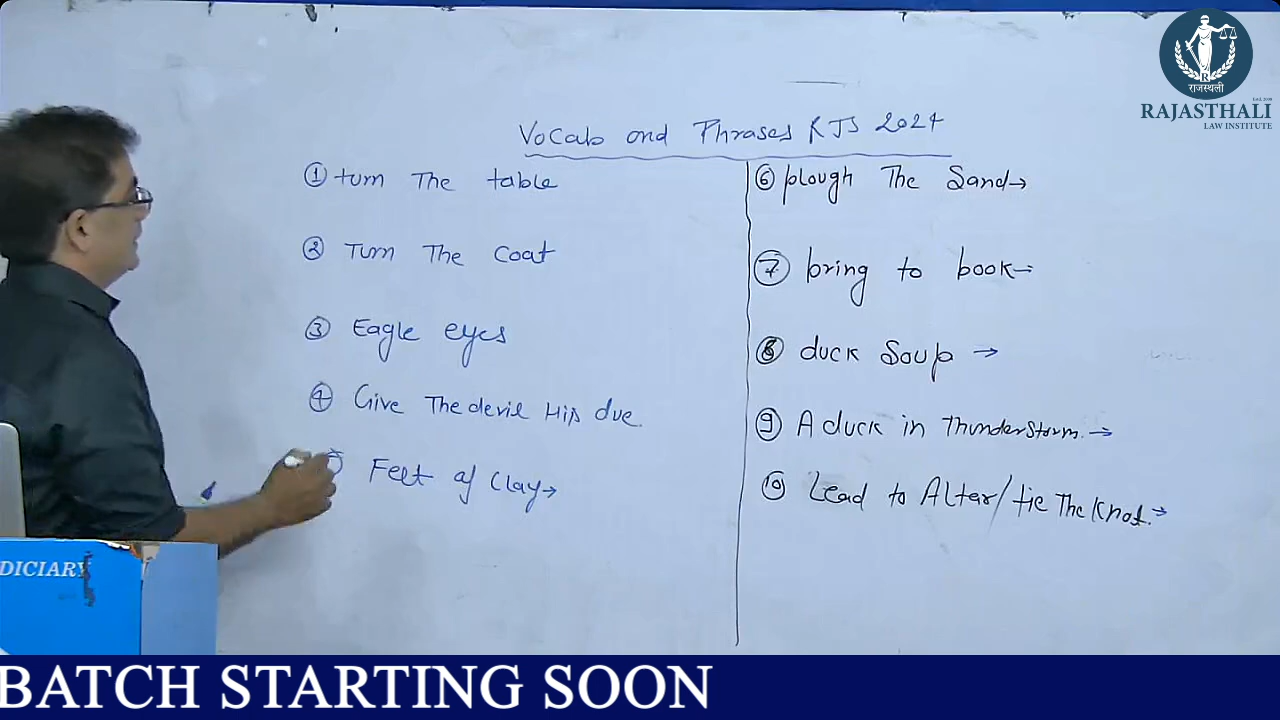 Vocab and Phrases RJS 2024
① turn The table
② Turn The Coat
③ Eagle eyes
④ Give The devil His due.
Feet of Clay→
⑥ plough The Sand→
⑦ bring to book→
⑧ duck Soup →
⑨ A duck in Thunderstorm.→
⑩ Lead to Alter/tie The Knot.→
राजस्थली
RAJASTHALI
LAW INSTITUTE
DICIARY
BATCH STARTING SOON